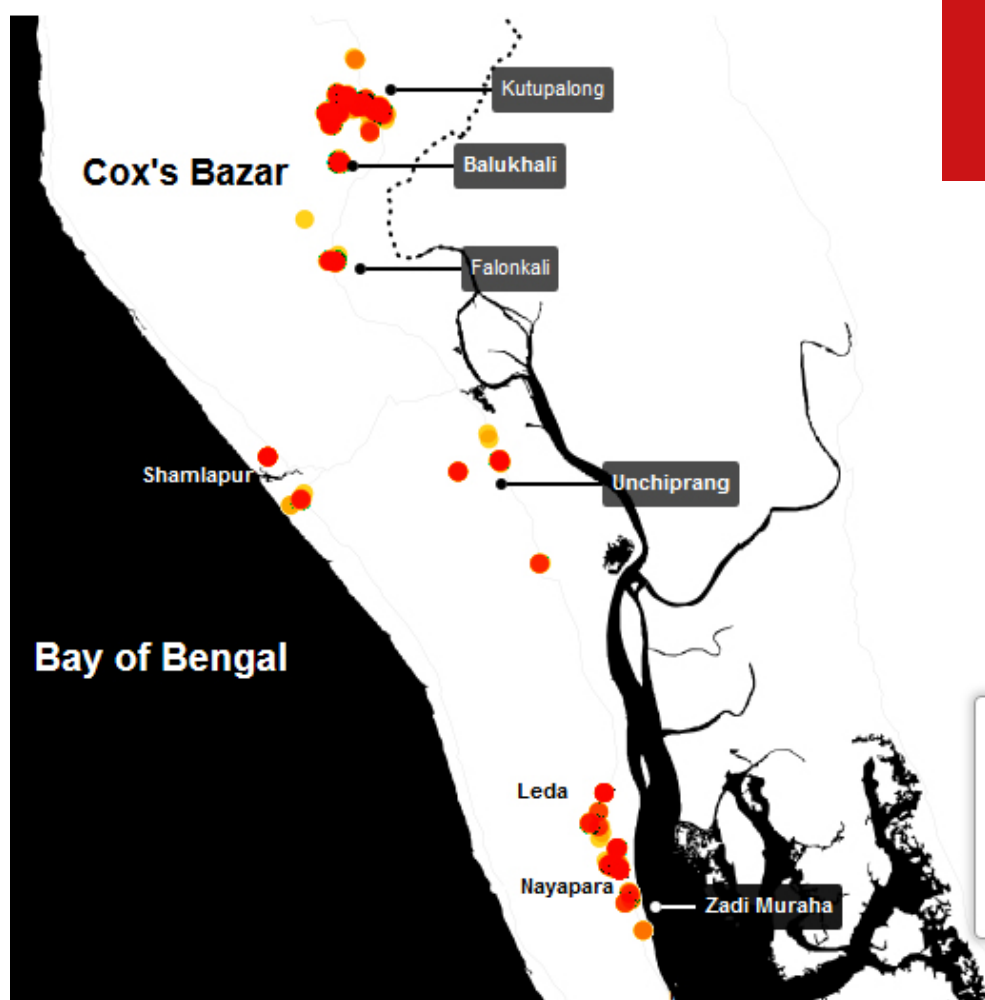 Kutupalong
Balukhali
Cox's Bazar
Falonkali
Shamlapur
Unchiprang
Bay of Bengal
Leda
Nayapara
Zadi Muraha